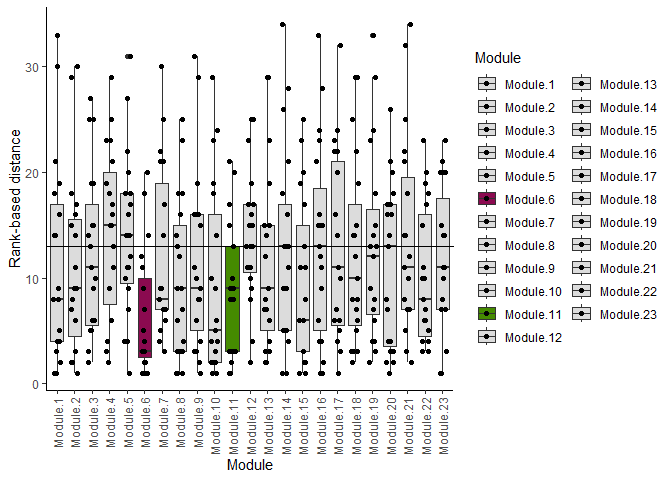 Rank-based distance
30
20
10
0
Module.1
Module.2
Module.3
Module.4
Module.5
Module.6
Module.7
Module.8
Module.9
Module.10
Module.11
Module.12
Module.13
Module.14
Module.15
Module.16
Module.17
Module.18
Module.19
Module.20
Module.21
Module.22
Module.23
Module
Module
Module.1
Module.2
Module.3
Module.4
Module.5
Module.6
Module.7
Module.8
Module.9
Module.10
Module.11
Module.12
Module.13
Module.14
Module.15
Module.16
Module.17
Module.18
Module.19
Module.20
Module.21
Module.22
Module.23